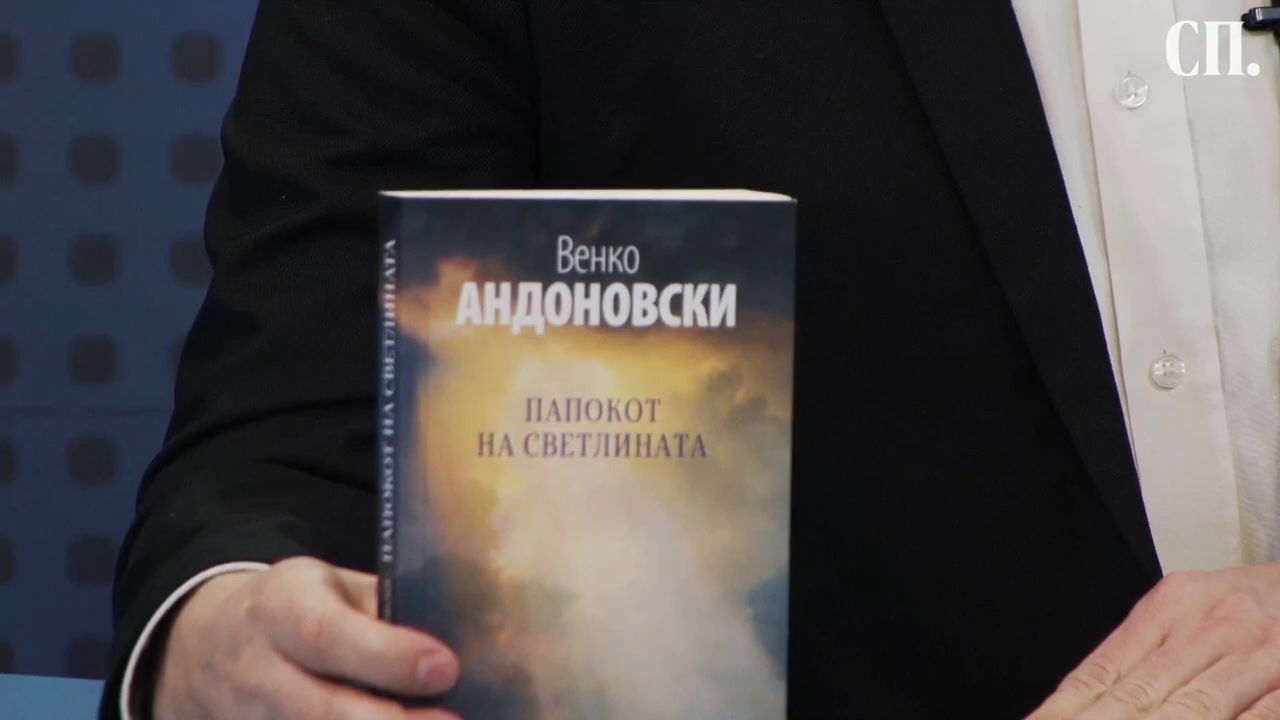 СП.
Венко
АНДОНОВСКИ
ПАПОКОТ
НА СВЕТЛИНАТА
ПАПОКОТ НА СВЕТЛИНАТА